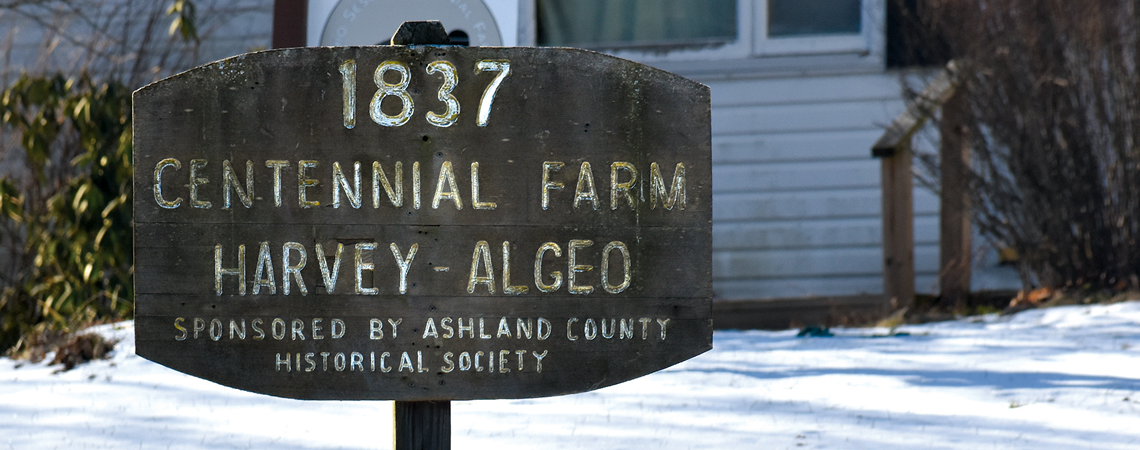 1837
CENTENNIAL FARM
HARVEY - ALGEO
SPONSORED BY ASHLAND COUNTY
HISTORICAL SOCIETY